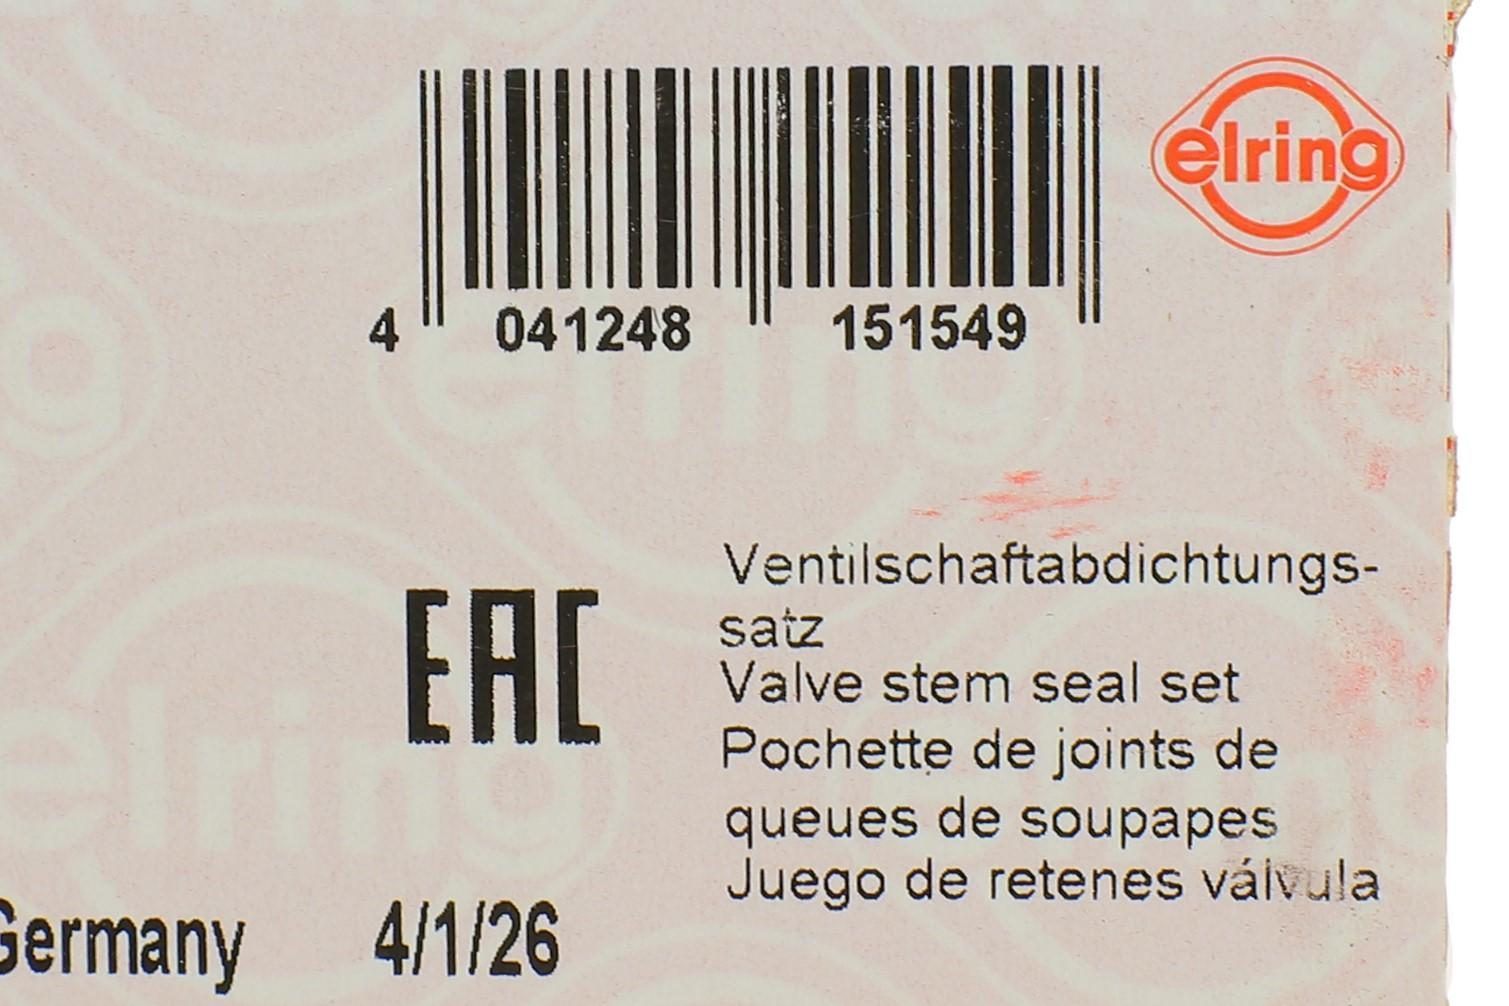 elring
4 041248 151549
Ventilschaftabdichtungs-
satz
EAC
Valve stem seal set
Pochette de joints de
queues de soupapes
Juego de retenes válvula
Germany 4/1/26